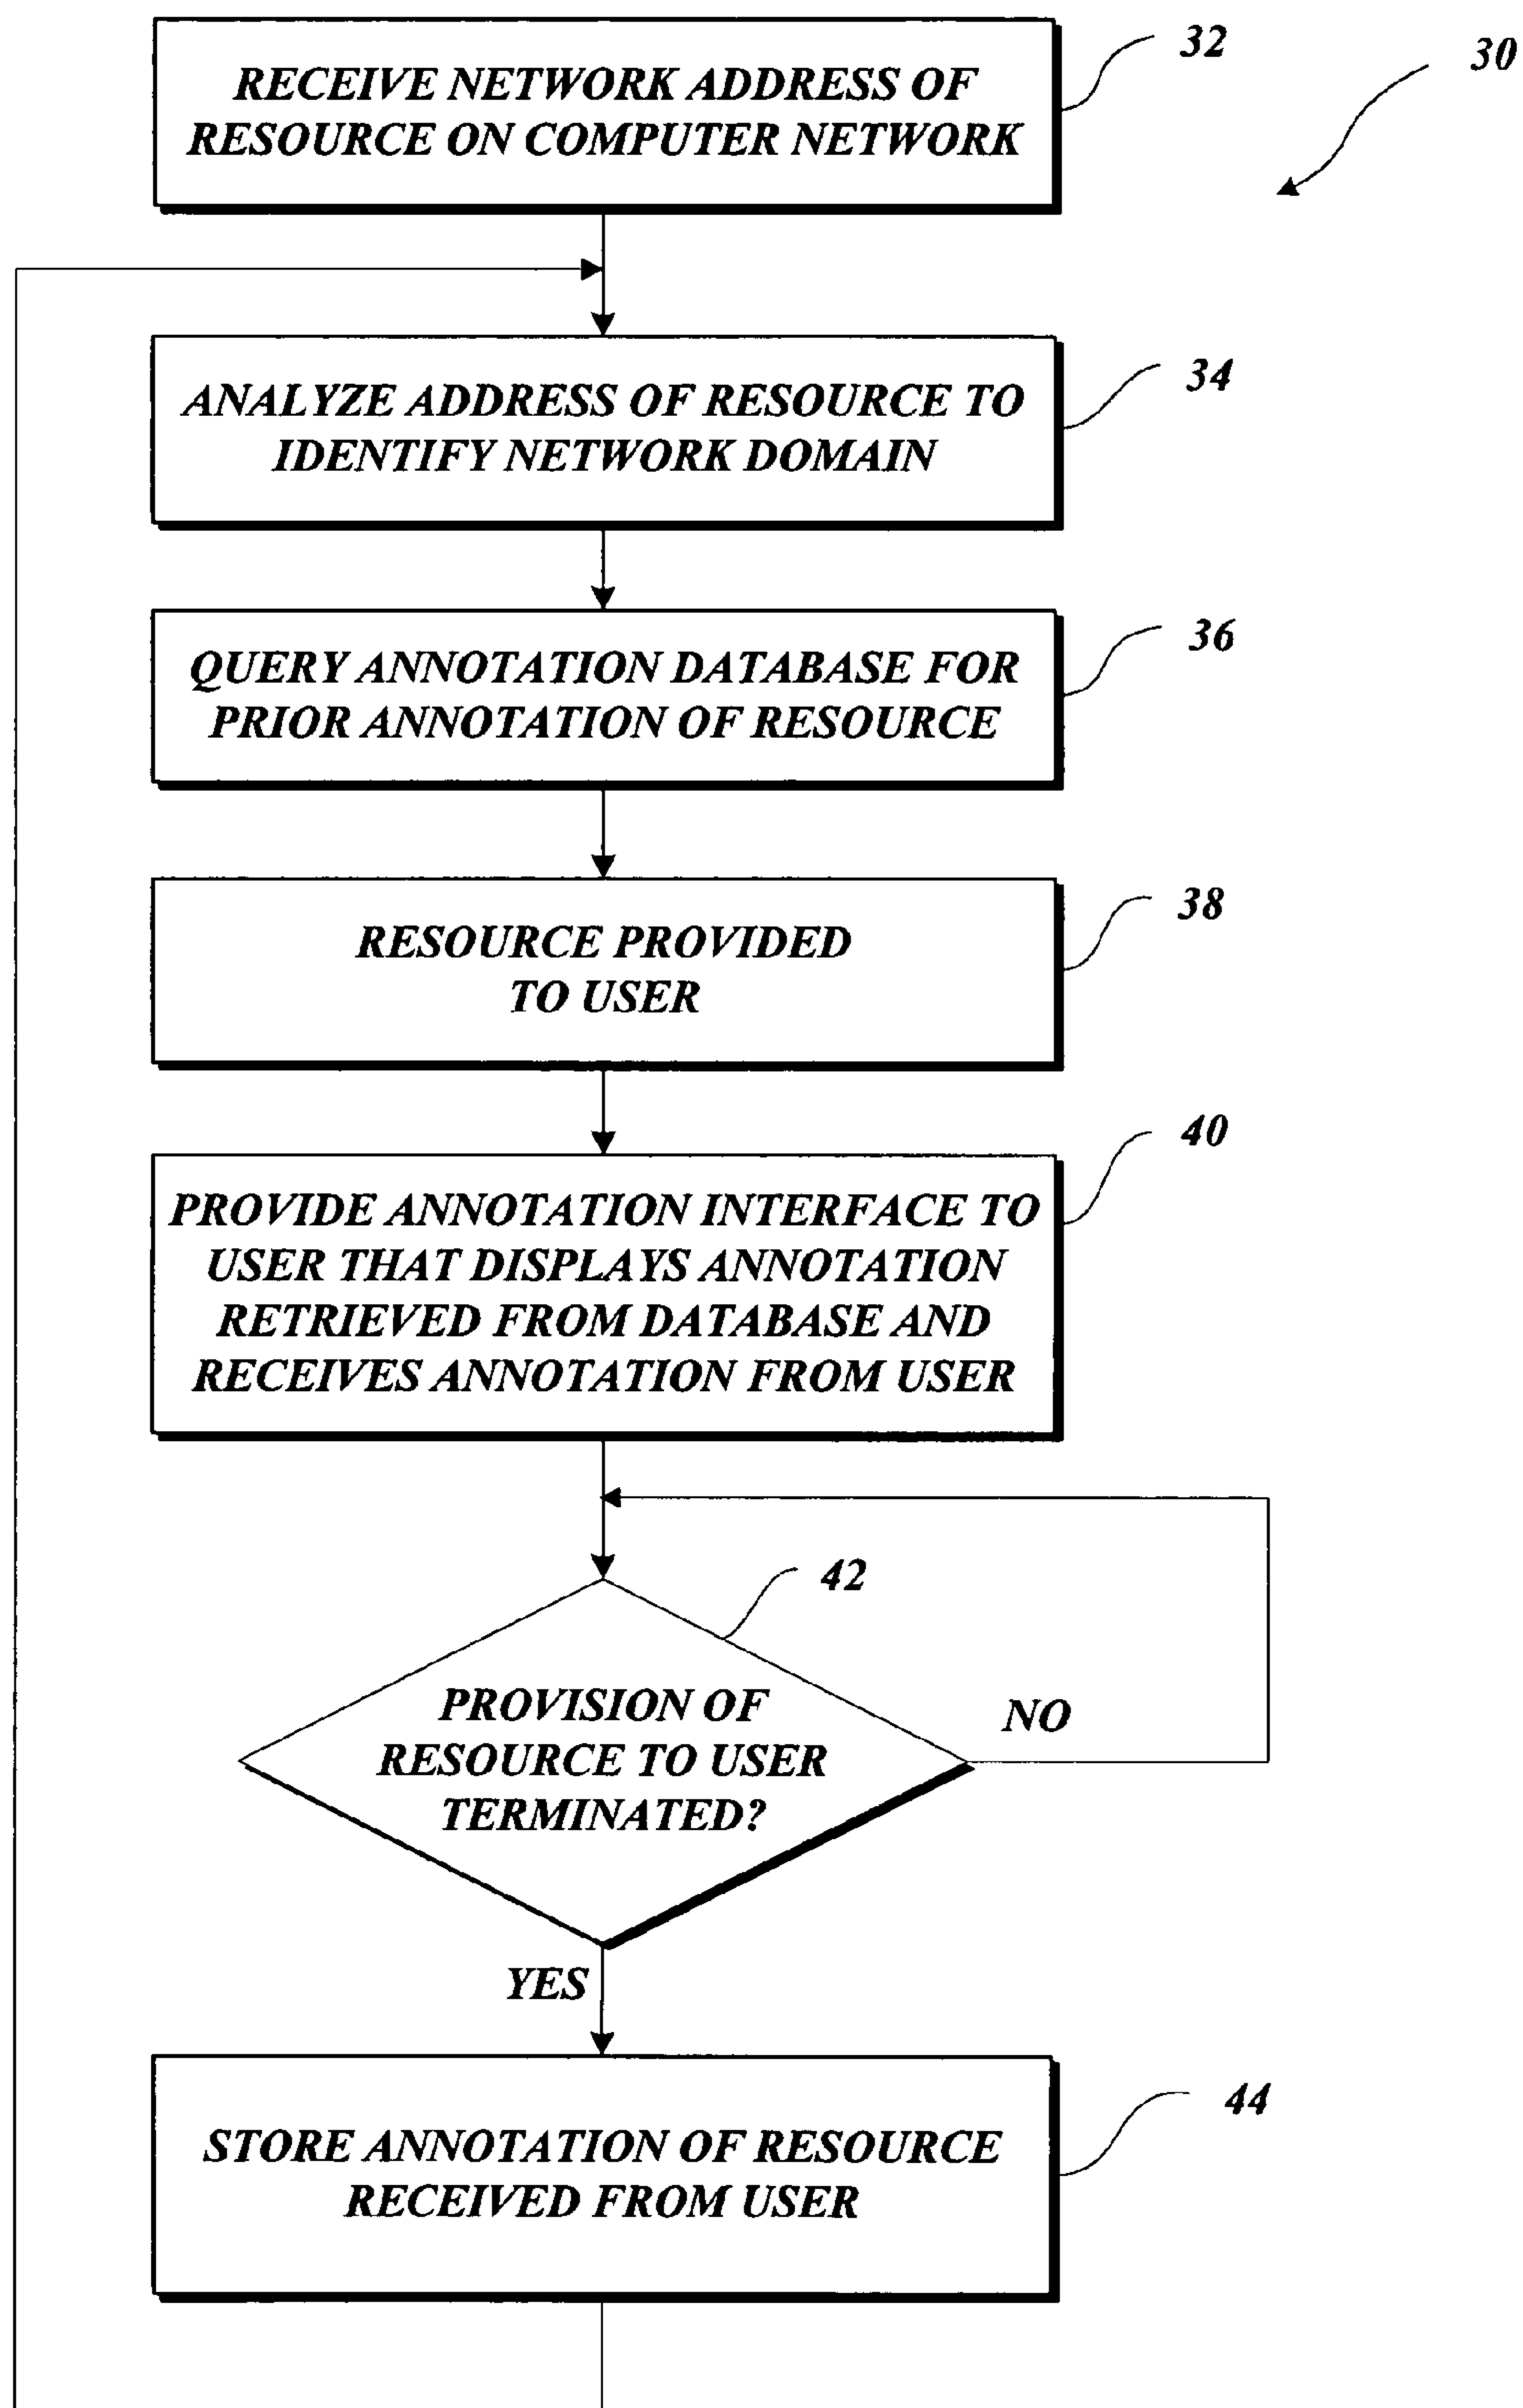 32
30
RECEIVE NETWORK ADDRESS OF
RESOURCE ON COMPUTER NETWORK
34
ANALYZE ADDRESS OF RESOURCE TO
IDENTIFY NETWORK DOMAIN
36
QUERY ANNOTATION DATABASE FOR
PRIOR ANNOTATION OF RESOURCE
38
RESOURCE PROVIDED
TO USER
40
PROVIDE ANNOTATION INTERFACE TO
USER THAT DISPLAYS ANNOTATION
RETRIEVED FROM DATABASE AND
RECEIVES ANNOTATION FROM USER
42
PROVISION OF
RESOURCE TO USER
TERMINATED?
NO
YES
44
STORE ANNOTATION OF RESOURCE
RECEIVED FROM USER